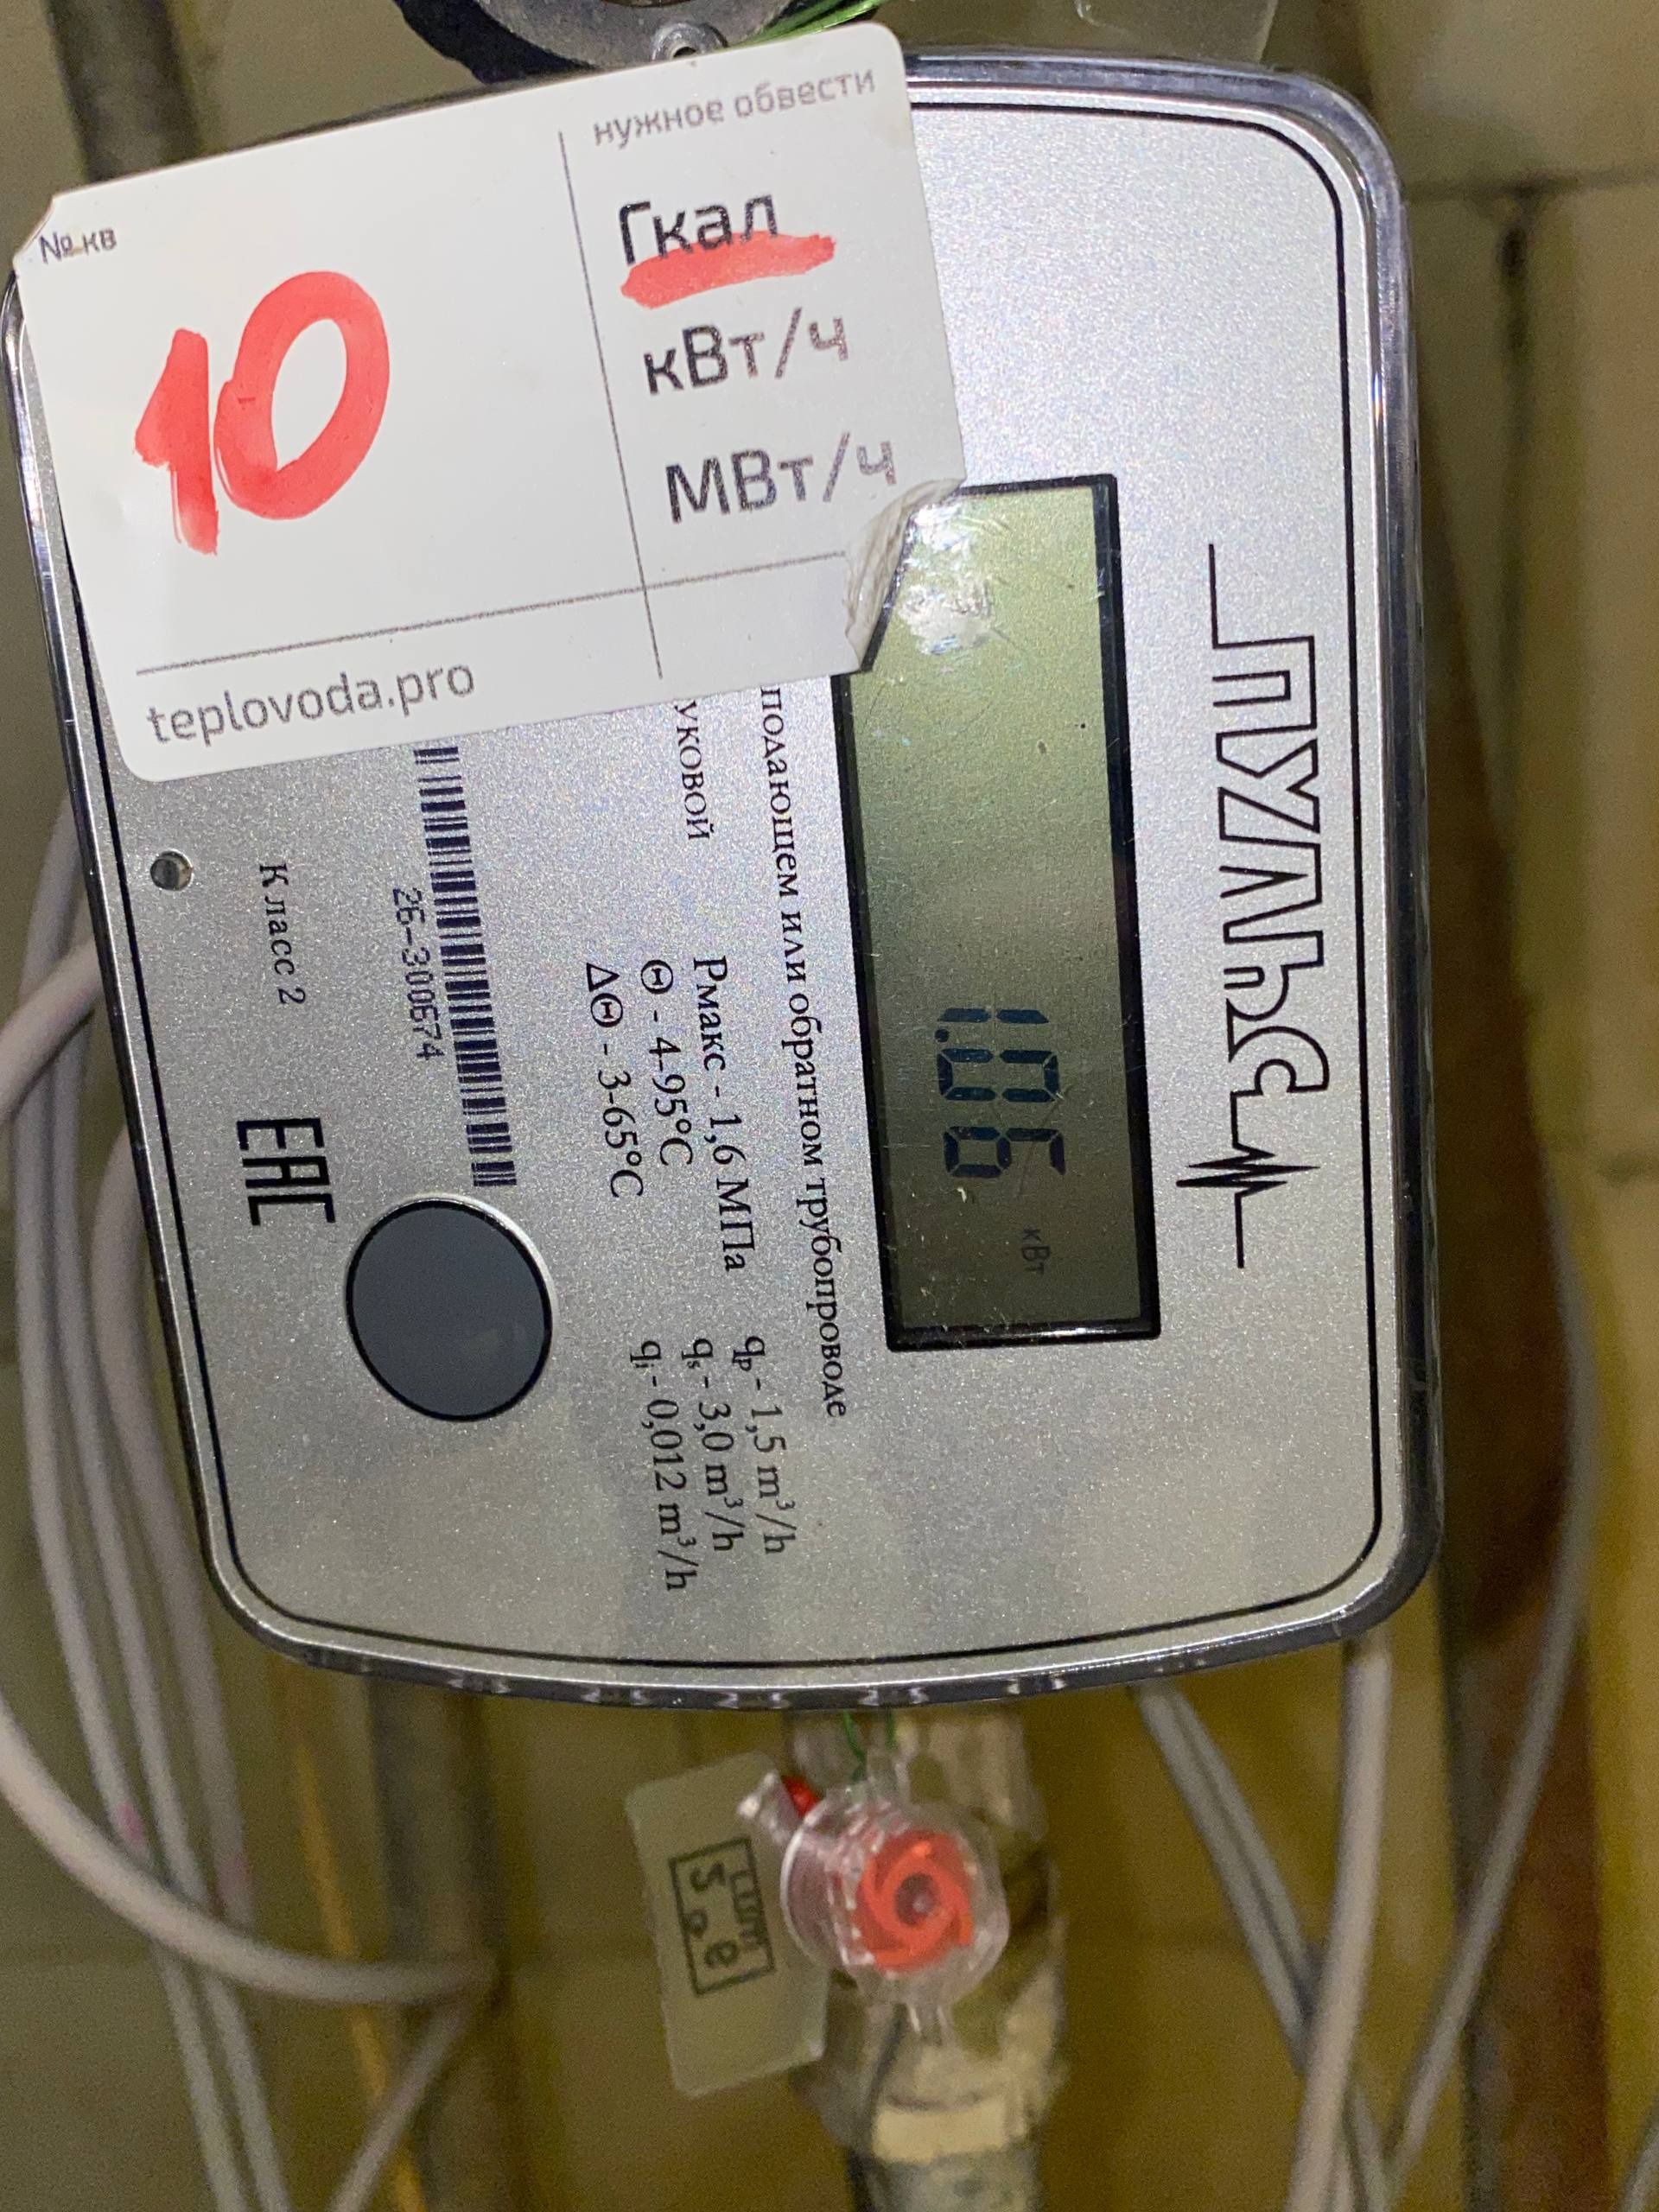 нужное обвести
№ кв
10
Гкал
кВт/ч
МВт/ч
teplovoda.pro
ПУЛЬС
1.06 кВт
подающем или обратном трубопроводе
Pмакс - 1,6 МПа
Θ - 4-95°C
ΔΘ - 3-65°C
qp - 1,5 m³/h
qs - 3,0 m³/h
qi - 0,012 m³/h
26-300674
Класс 2
EAC